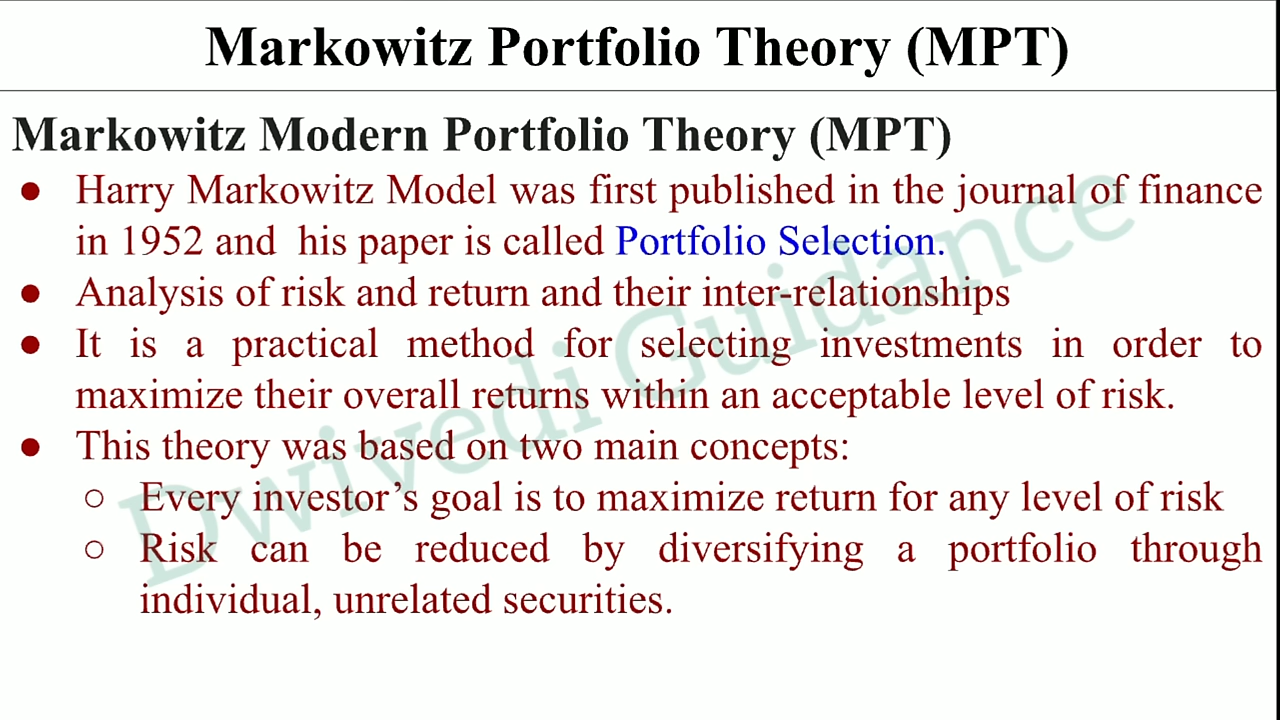 Markowitz Portfolio Theory (MPT)
Markowitz Modern Portfolio Theory (MPT)
● Harry Markowitz Model was first published in the journal of finance
in 1952 and his paper is called Portfolio Selection.
● Analysis of risk and return and their inter-relationships
● It is a practical method for selecting investments in order to
maximize their overall returns within an acceptable level of risk.
● This theory was based on two main concepts:
○ Every investor’s goal is to maximize return for any level of risk
○ Risk can be reduced by diversifying a portfolio through
individual, unrelated securities.
Dwivedi Guidance